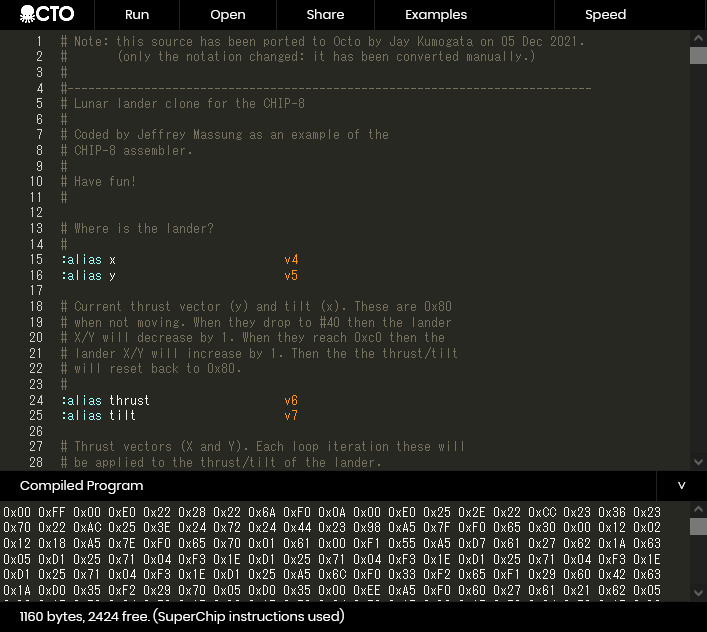 OCTO Run Open Share Examples Speed
1 # Note: this source has been ported to Octo by Jay Kumogata on 05 Dec 2021.
2 # (only the notation changed: it has been converted manually.)
3 #
4 #------------------------------------------------------------------------------
5 # Lunar lander clone for the CHIP-8
6 #
7 # Coded by Jeffrey Massung as an example of the
8 # CHIP-8 assembler.
9 #
10 # Have fun!
11 #
12
13 # Where is the lander?
14 #
15 :alias x v4
16 :alias y v5
17
18 # Current thrust vector (y) and tilt (x). These are 0x80
19 # when not moving. When they drop to #40 then the lander
20 # X/Y will decrease by 1. When they reach 0xc0 then the
21 # lander X/Y will increase by 1. Then the the thrust/tilt
22 # will reset back to 0x80.
23 #
24 :alias thrust v6
25 :alias tilt v7
26
27 # Thrust vectors (X and Y). Each loop iteration these will
28 # be applied to the thrust/tilt of the lander.
Compiled Program v
0x00 0xFF 0x00 0xE0 0x22 0x28 0x22 0x6A 0xF0 0x0A 0x00 0xE0 0x25 0x2E 0x22 0xCC 0x23 0x36 0x23
0x70 0x22 0xAC 0x25 0x3E 0x24 0x72 0x24 0x44 0x23 0x98 0xA5 0x7F 0xF0 0x65 0x30 0x00 0x12 0x02
0x12 0x18 0xA5 0x7E 0xF0 0x65 0x70 0x01 0x61 0x00 0xF1 0x55 0xA5 0xD7 0x61 0x27 0x62 0x1A 0x63
0x05 0xD1 0x25 0x71 0x04 0xF3 0x1E 0xD1 0x25 0x71 0x04 0xF3 0x1E 0xD1 0x25 0x71 0x04 0xF3 0x1E
0xD1 0x25 0x71 0x04 0xF3 0x1E 0xD1 0x25 0xA5 0x6C 0xF0 0x33 0xF2 0x65 0xF1 0x29 0x60 0x42 0x63
0x1A 0xD0 0x35 0xF2 0x29 0x70 0x05 0xD0 0x35 0x00 0xEE 0xA5 0xF0 0x60 0x27 0x61 0x21 0x62 0x05
1160 bytes, 2424 free. (SuperChip instructions used)